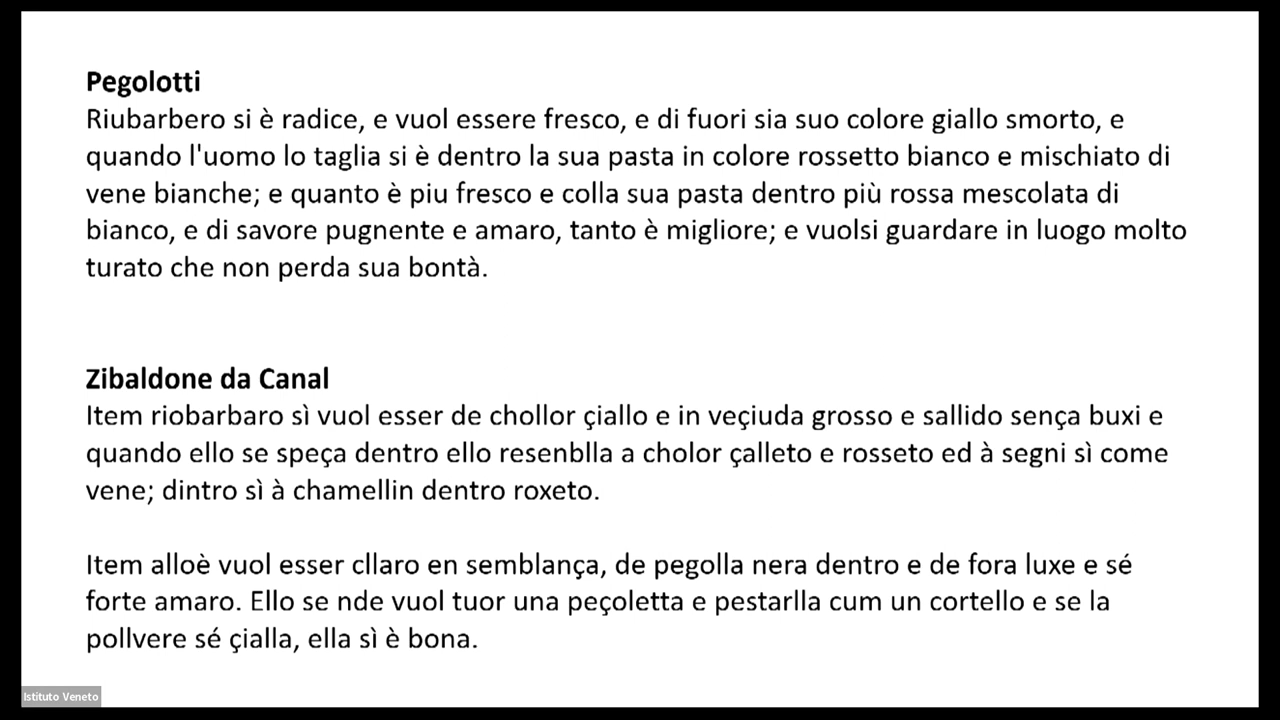 Pegolotti
Riubarbero si è radice, e vuol essere fresco, e di fuori sia suo colore giallo smorto, e
quando l'uomo lo taglia si è dentro la sua pasta in colore rossetto bianco e mischiato di
vene bianche; e quanto è piu fresco e colla sua pasta dentro più rossa mescolata di
bianco, e di savore pugnente e amaro, tanto è migliore; e vuolsi guardare in luogo molto
turato che non perda sua bontà.
Zibaldone da Canal
Item riobarbaro sì vuol esser de chollor çiallo e in veçiuda grosso e sallido sença buxi e
quando ello se speça dentro ello resenblla a cholor çalleto e rosseto ed à segni sì come
vene; dintro sì à chamellin dentro roxeto.
Item alloè vuol esser cllaro en semblança, de pegolla nera dentro e de fora luxe e sé
forte amaro. Ello se nde vuol tuor una peçoletta e pestarlla cum un cortello e se la
pollvere sé çialla, ella sì è bona.
Istituto Veneto